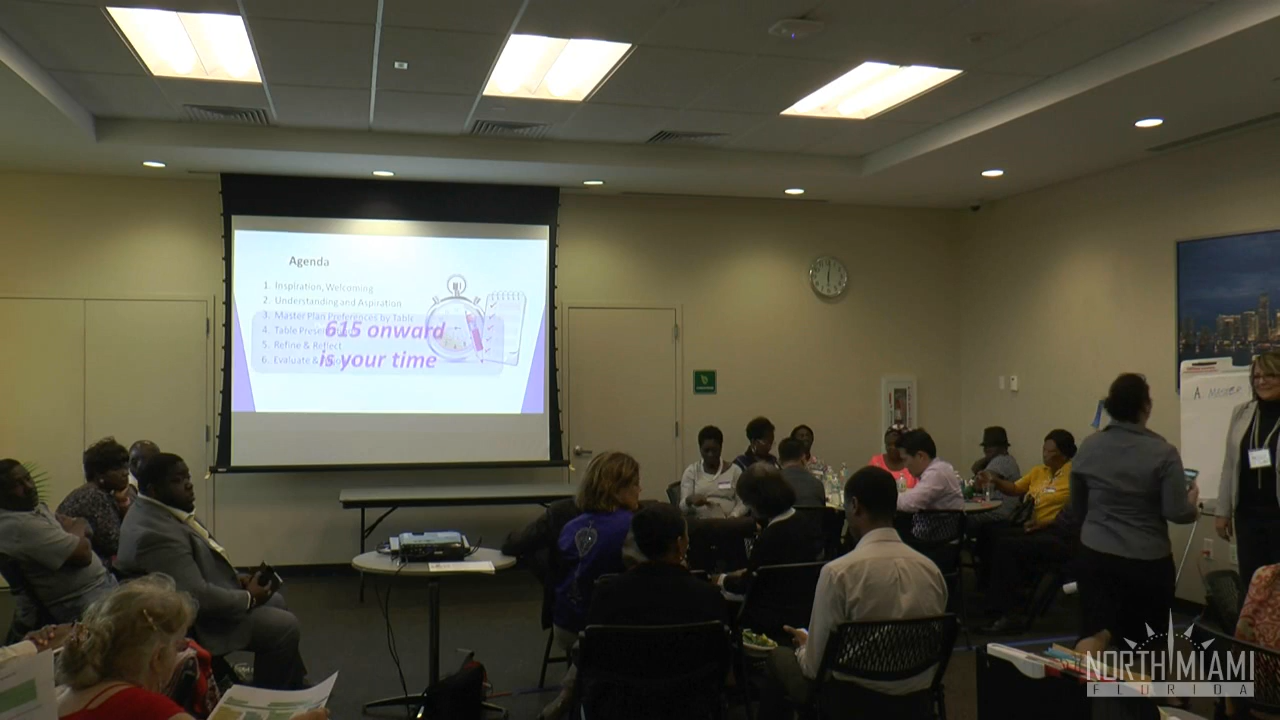 Agenda
1. Inspiration, Welcoming
2. Understanding and Aspiration
3. Master Plan Preferences by Table
4. Table
5. Refine & Reflect
6. Evaluate &
615 onward
is your time
A MASTER
NORTH MIAMI
FLORIDA